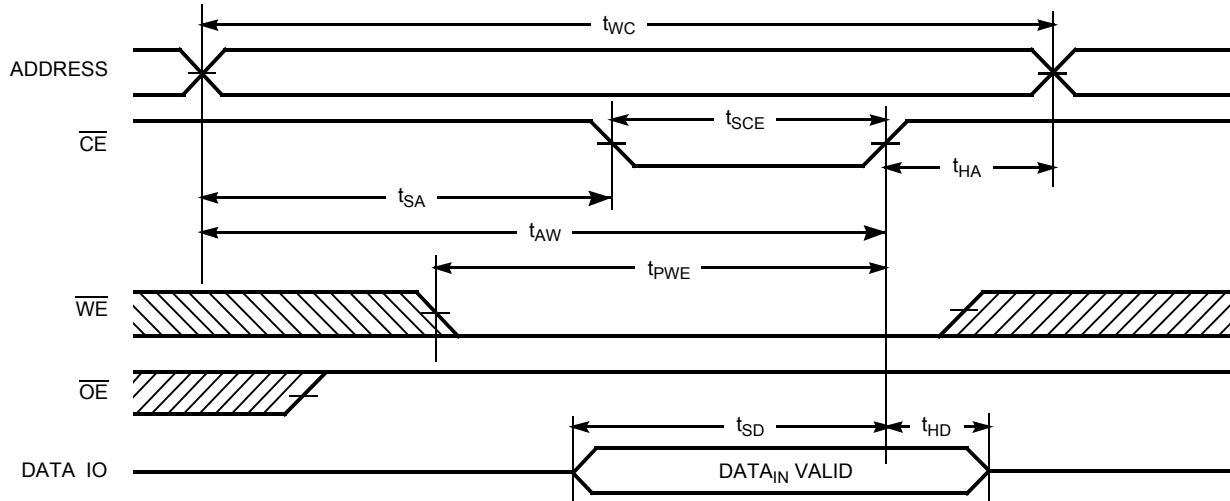 tWC
ADDRESS
CE
tSCE
tHA
tSA
tAW
tPWE
WE
OE
tSD
tHD
DATA IO
DATAIN VALID